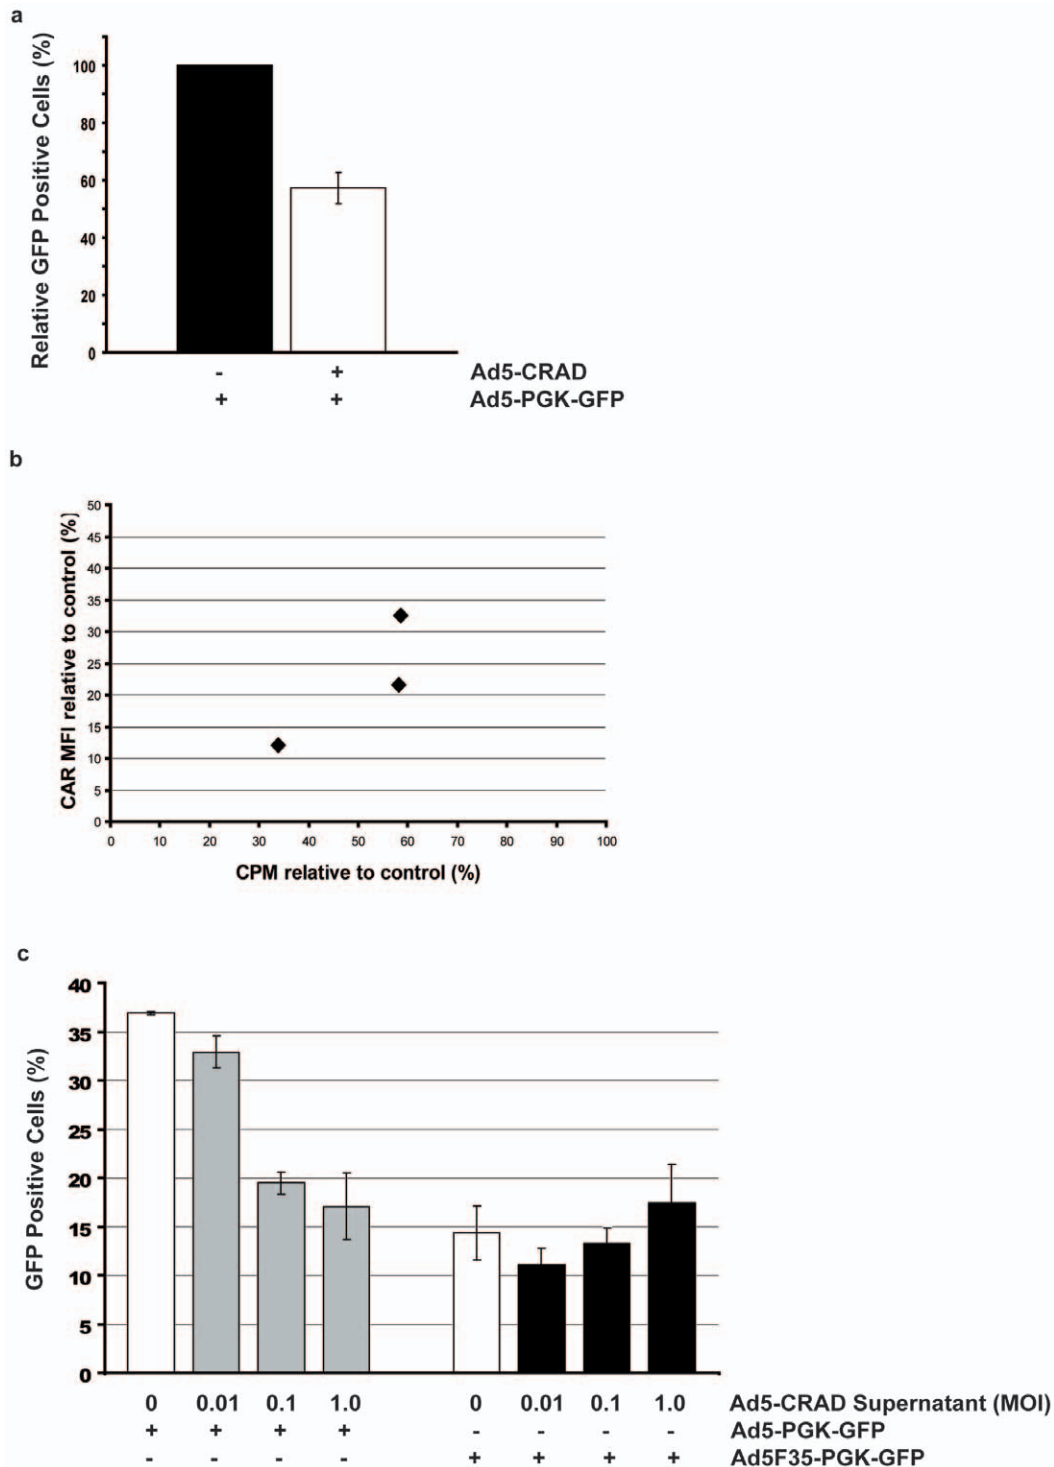 a
Relative GFP Positive Cells (%)
100
80
60
40
20
0
- + Ad5-CRAD
+ + Ad5-PGK-GFP
b
CAR MFI relative to control (%)
50
45
40
35
30
25
20
15
10
5
0
0 10 20 30 40 50 60 70 80 90 100
CPM relative to control (%)
c
GFP Positive Cells (%)
40
35
30
25
20
15
10
5
0
0 0.01 0.1 1.0 0 0.01 0.1 1.0 Ad5-CRAD Supernatant (MOI)
+ + + + - - - - Ad5-PGK-GFP
- - - - + + + + Ad5F35-PGK-GFP